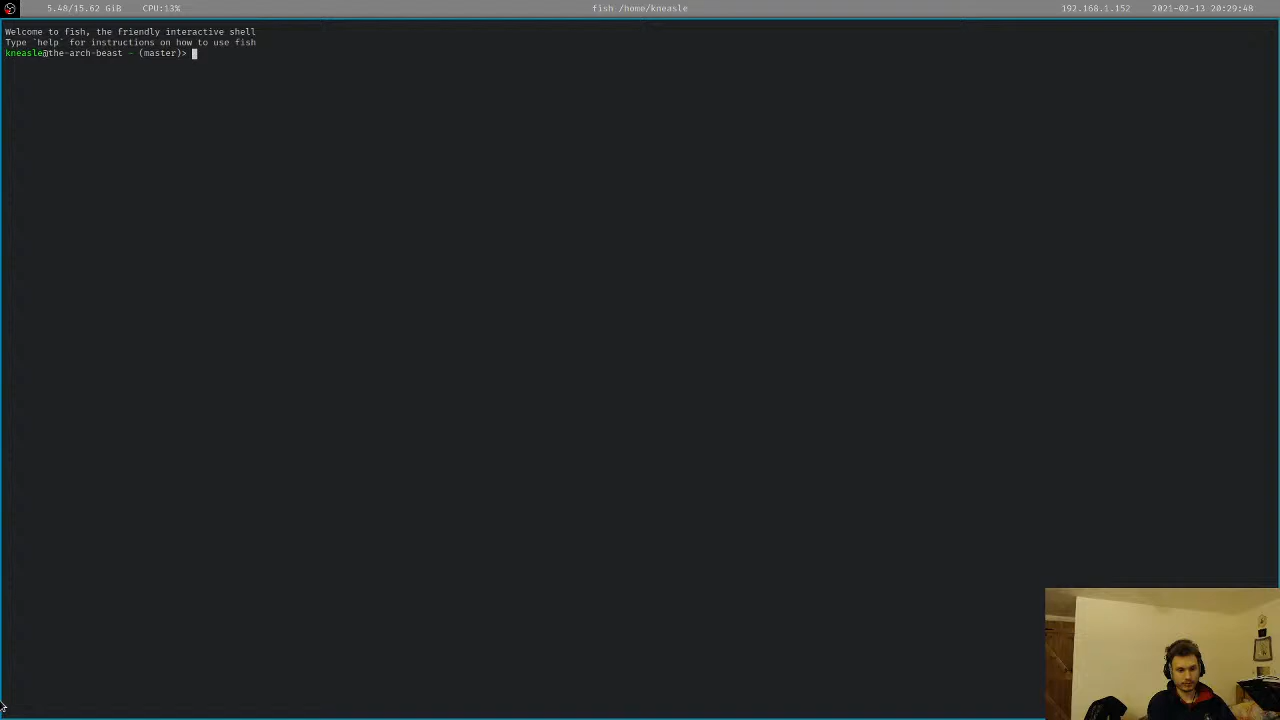 5.48/15.62 GiB CPU:13% fish /home/kneasle 192.168.1.152 2021-02-13 20:29:48
Welcome to fish, the friendly interactive shell
Type `help` for instructions on how to use fish
kneasle@the-arch-beast ~ (master)>